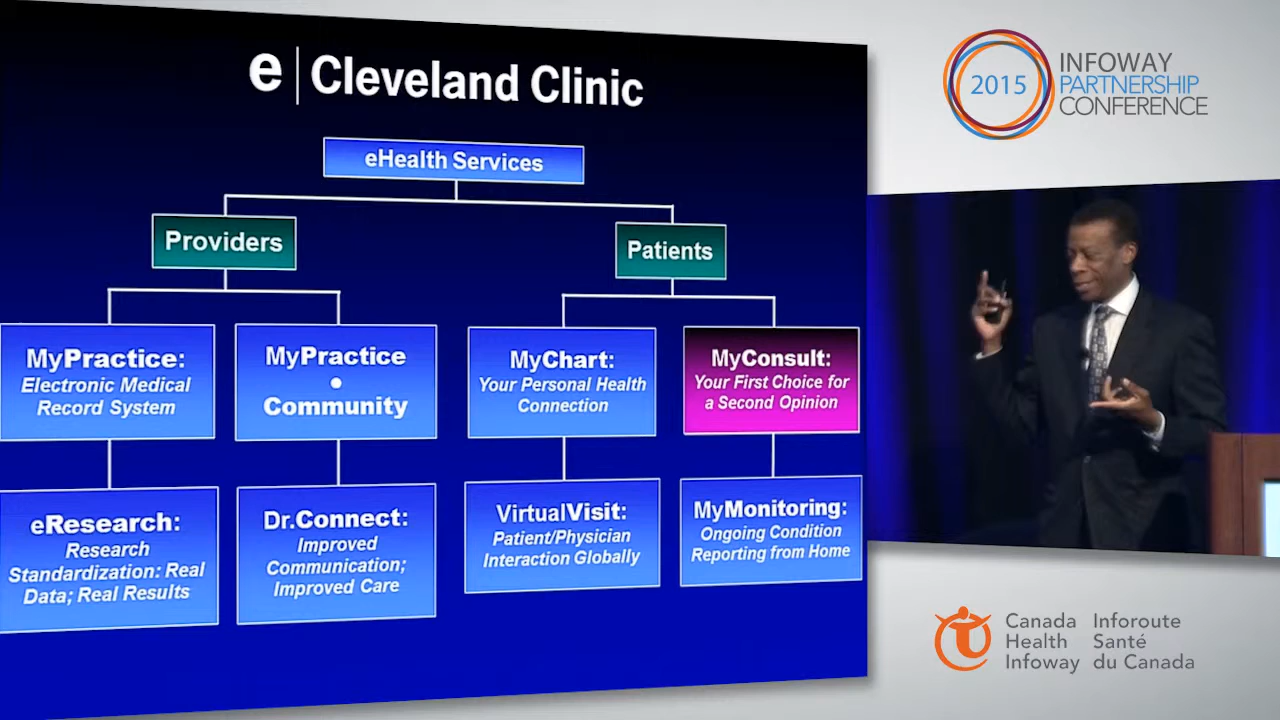 e | Cleveland Clinic
eHealth Services
Providers
Patients
MyPractice:
Electronic Medical
Record System
MyPractice
•
Community
MyChart:
Your Personal Health
Connection
MyConsult:
Your First Choice for
a Second Opinion
eResearch:
Research
Standardization: Real
Data; Real Results
Dr.Connect:
Improved
Communication;
Improved Care
VirtualVisit:
Patient/Physician
Interaction Globally
MyMonitoring:
Ongoing Condition
Reporting from Home
2015
INFOWAY
PARTNERSHIP
CONFERENCE
Canada
Health
Infoway
Inforoute
Santé
du Canada